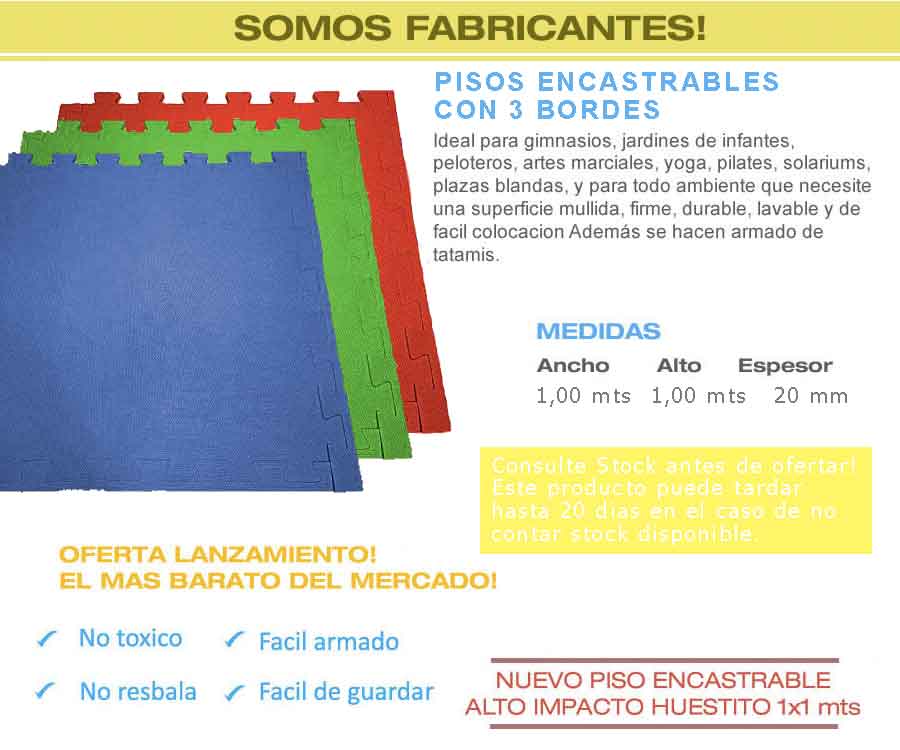 SOMOS FABRICANTES!
PISOS ENCASTRABLES
CON 3 BORDES
Ideal para gimnasios, jardines de infantes,
peloteros, artes marciales, yoga, pilates, solariums,
plazas blandas, y para todo ambiente que necesite
una superficie mullida, firme, durable, lavable y de
facil colocacion Además se hacen armado de
tatamis.
MEDIDAS
Ancho Alto Espesor
1,00 mts 1,00 mts 20 mm
Consulte Stock antes de ofertar!
Este producto puede tardar
hasta 20 dias en el caso de no
contar stock disponible.
OFERTA LANZAMIENTO!
EL MAS BARATO DEL MERCADO!
No toxico Facil armado
No resbala Facil de guardar
NUEVO PISO ENCASTRABLE
ALTO IMPACTO HUESTITO 1x1 mts